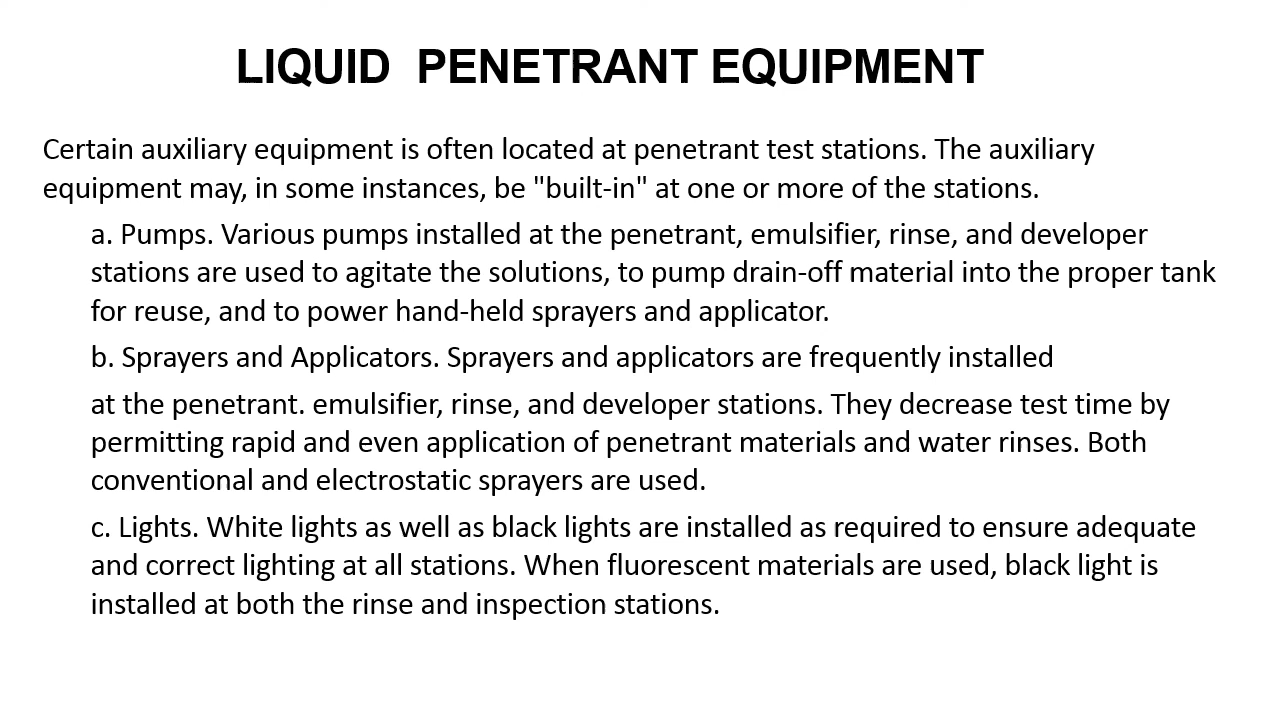 LIQUID  PENETRANT EQUIPMENT
Certain auxiliary equipment is often located at penetrant test stations. The auxiliary
equipment may, in some instances, be "built-in" at one or more of the stations.
a. Pumps. Various pumps installed at the penetrant, emulsifier, rinse, and developer
stations are used to agitate the solutions, to pump drain-off material into the proper tank
for reuse, and to power hand-held sprayers and applicator.
b. Sprayers and Applicators. Sprayers and applicators are frequently installed
at the penetrant. emulsifier, rinse, and developer stations. They decrease test time by
permitting rapid and even application of penetrant materials and water rinses. Both
conventional and electrostatic sprayers are used.
c. Lights. White lights as well as black lights are installed as required to ensure adequate
and correct lighting at all stations. When fluorescent materials are used, black light is
installed at both the rinse and inspection stations.